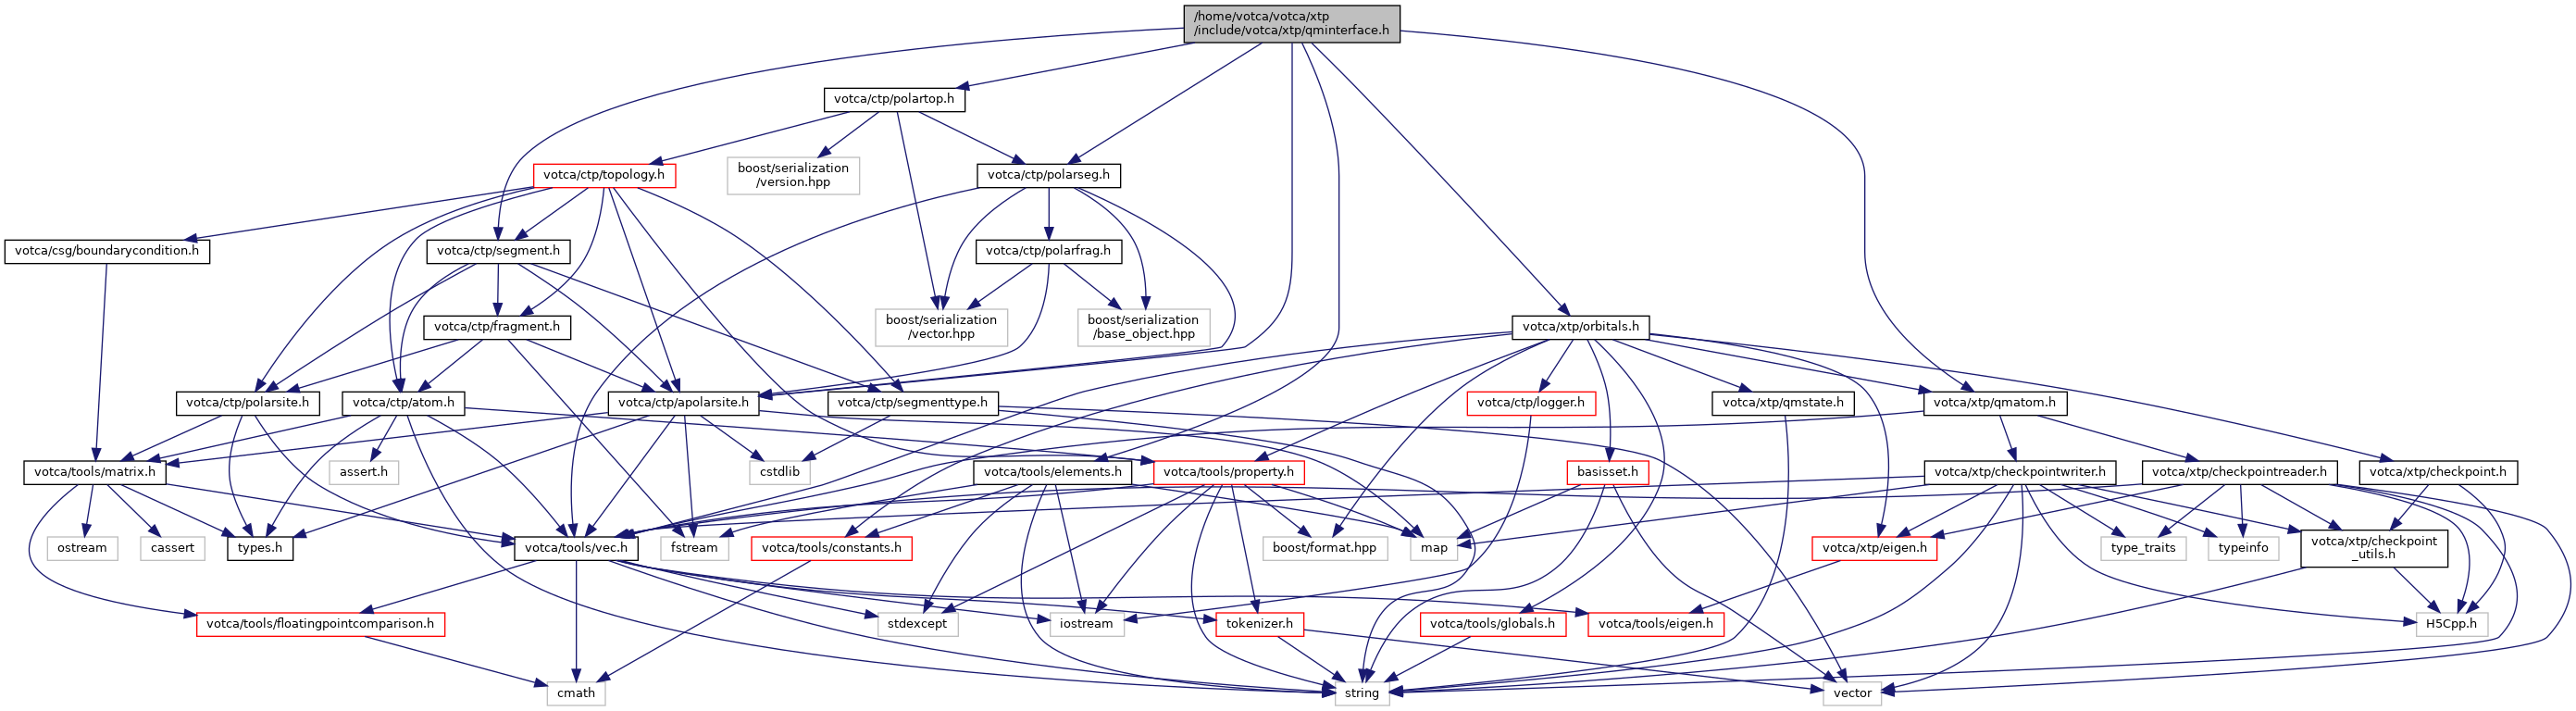 /home/votca/votca/xtp
/include/votca/xtp/qminterface.h
votca/ctp/polartop.h
votca/ctp/topology.h
boost/serialization
/version.hpp
votca/ctp/polarseg.h
votca/csg/boundarycondition.h
votca/ctp/segment.h
votca/ctp/polarfrag.h
votca/ctp/fragment.h
boost/serialization
/vector.hpp
boost/serialization
/base_object.hpp
votca/xtp/orbitals.h
votca/ctp/polarsite.h
votca/ctp/atom.h
votca/ctp/apolarsite.h
votca/ctp/segmenttype.h
votca/ctp/logger.h
votca/xtp/qmstate.h
votca/xtp/qmatom.h
votca/tools/matrix.h
assert.h
cstdlib
votca/tools/elements.h
votca/tools/property.h
basisset.h
votca/xtp/checkpointwriter.h
votca/xtp/checkpointreader.h
votca/xtp/checkpoint.h
ostream
cassert
types.h
votca/tools/vec.h
fstream
votca/tools/constants.h
boost/format.hpp
map
votca/xtp/eigen.h
type_traits
typeinfo
votca/xtp/checkpoint
_utils.h
votca/tools/floatingpointcomparison.h
stdexcept
iostream
tokenizer.h
votca/tools/globals.h
votca/tools/eigen.h
H5Cpp.h
cmath
string
vector